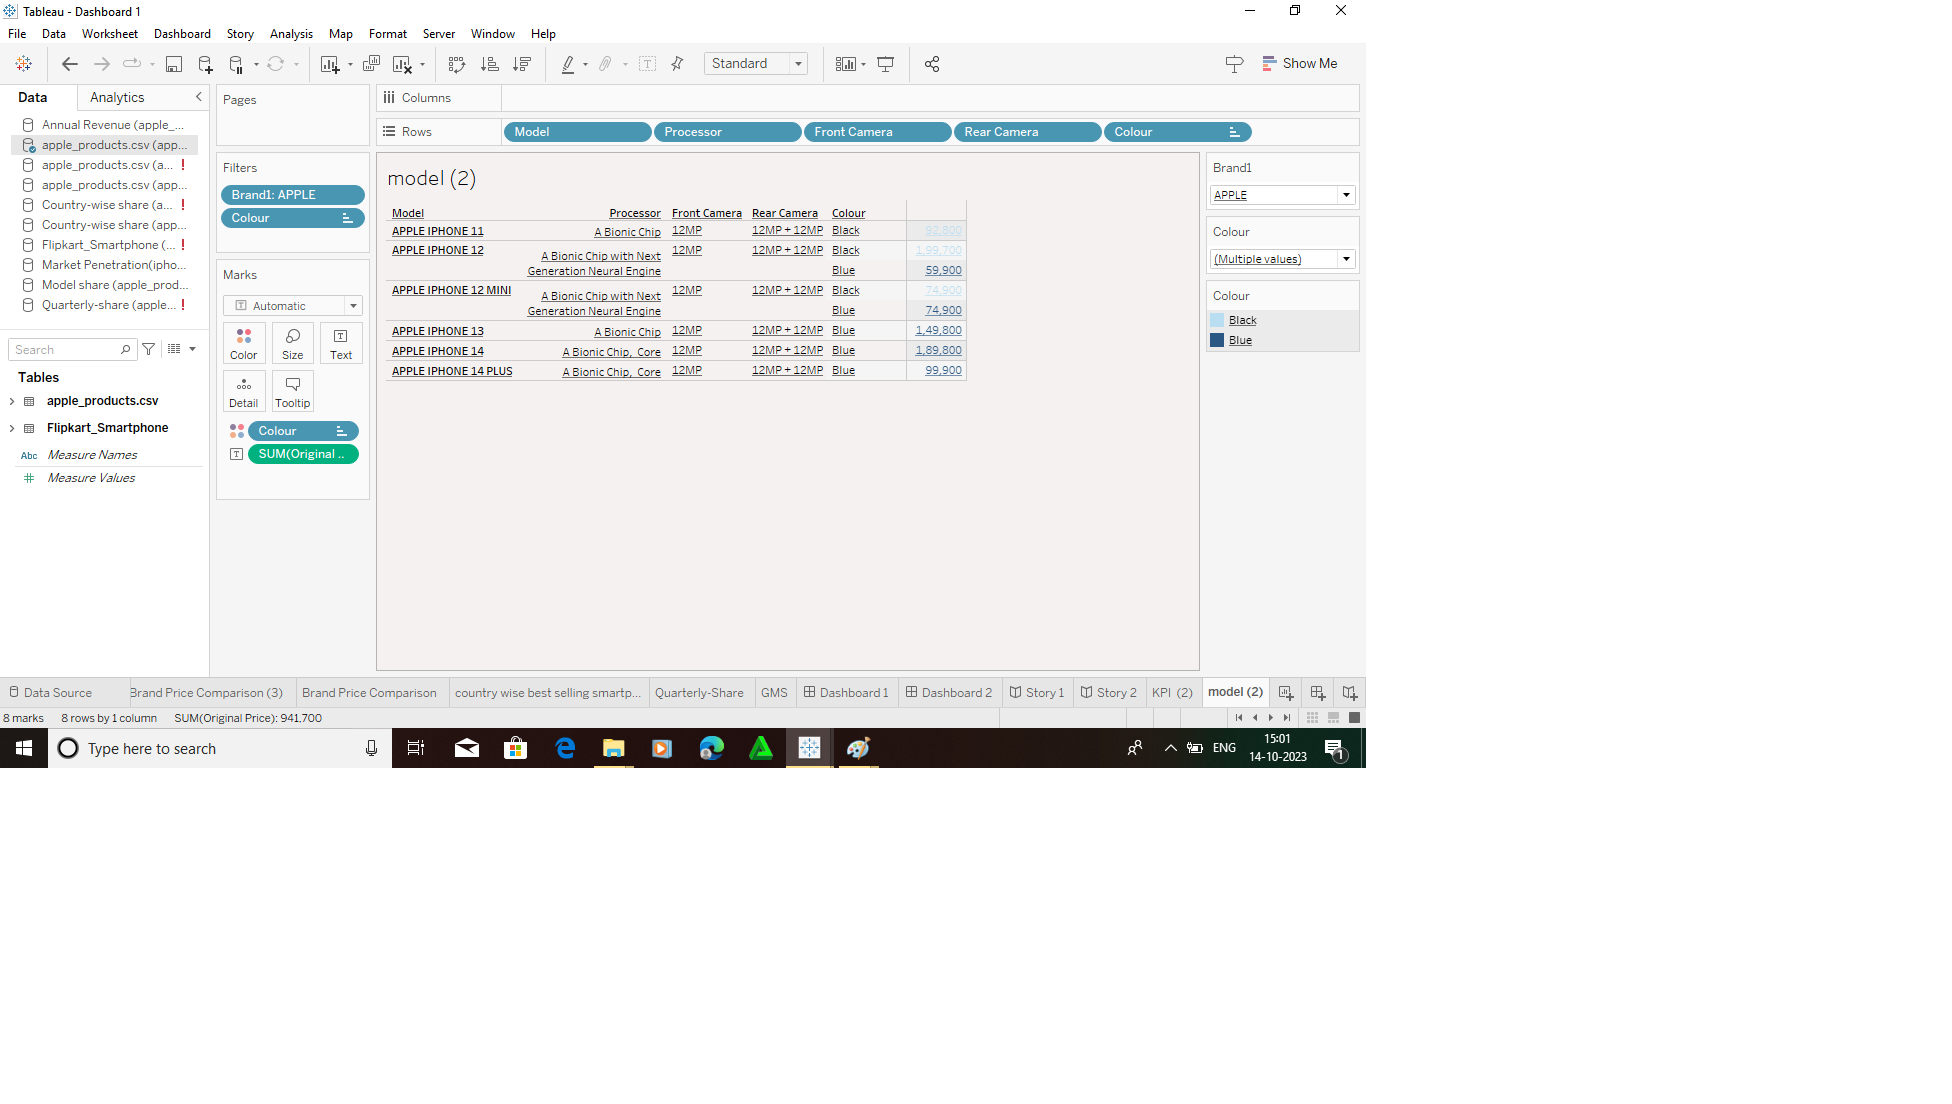 Tableau - Dashboard 1
File Data Worksheet Dashboard Story Analysis Map Format Server Window Help
Standard
Show Me
Data Analytics
Annual Revenue (apple_...
apple_products.csv (app...
apple_products.csv (a... !
apple_products.csv (app...
Country-wise share (a... !
Country-wise share (app...
Flipkart_Smartphone (... !
Market Penetration(ipho...
Model share (apple_prod...
Quarterly-share (apple... !
Search
Tables
apple_products.csv
Flipkart_Smartphone
Abc Measure Names
# Measure Values
Pages
Filters
Brand1: APPLE
Colour
Marks
T Automatic
Color Size Text
Detail Tooltip
Colour
SUM(Original ..
Columns
Rows Model Processor Front Camera Rear Camera Colour
model (2)
Model Processor Front Camera Rear Camera Colour
APPLE IPHONE 11 A Bionic Chip 12MP 12MP + 12MP Black 92,800
APPLE IPHONE 12 A Bionic Chip with Next 12MP 12MP + 12MP Black 1,99,700
Generation Neural Engine Blue 59,900
APPLE IPHONE 12 MINI A Bionic Chip with Next 12MP 12MP + 12MP Black 74,900
Generation Neural Engine Blue 74,900
APPLE IPHONE 13 A Bionic Chip 12MP 12MP + 12MP Blue 1,49,800
APPLE IPHONE 14 A Bionic Chip, Core 12MP 12MP + 12MP Blue 1,89,800
APPLE IPHONE 14 PLUS A Bionic Chip, Core 12MP 12MP + 12MP Blue 99,900
Brand1
APPLE
Colour
(Multiple values)
Colour
Black
Blue
Data Source Brand Price Comparison (3) Brand Price Comparison country wise best selling smartp... Quarterly-Share GMS Dashboard 1 Dashboard 2 Story 1 Story 2 KPI (2) model (2)
8 marks 8 rows by 1 column SUM(Original Price): 941,700
Type here to search
ENG
15:01
14-10-2023
1